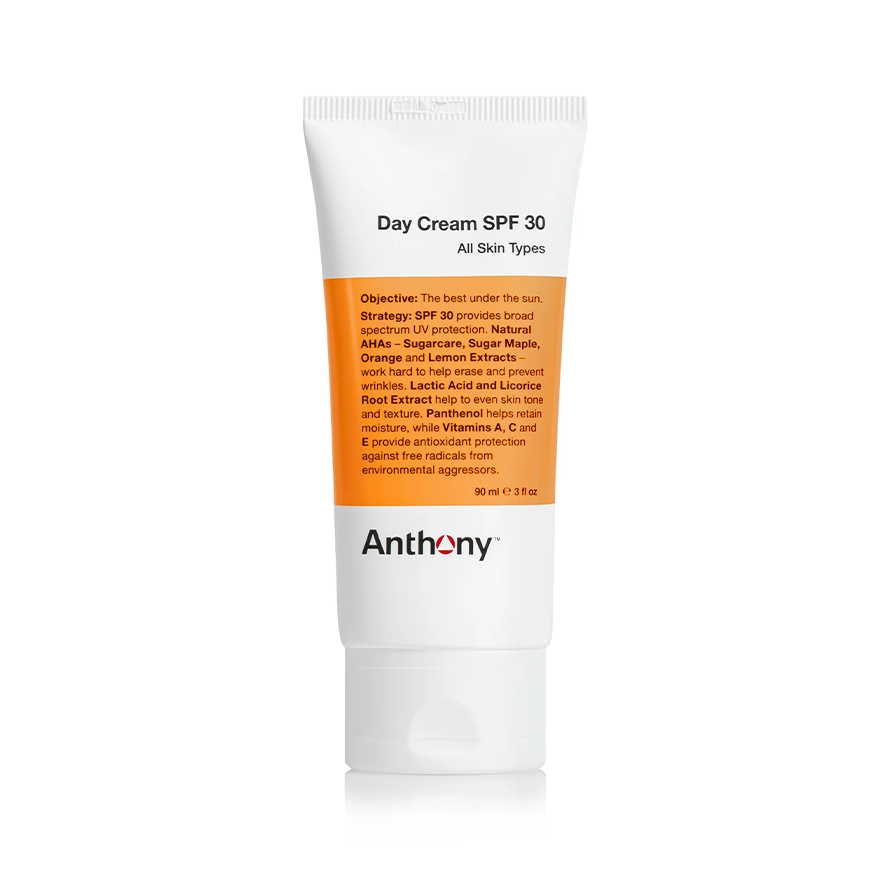 Day Cream SPF 30
All Skin Types
Objective: The best under the sun.
Strategy: SPF 30 provides broad
spectrum UV protection. Natural
AHAs – Sugarcare, Sugar Maple,
Orange and Lemon Extracts –
work hard to help erase and prevent
wrinkles. Lactic Acid and Licorice
Root Extract help to even skin tone
and texture. Panthenol helps retain
moisture, while Vitamins A, C and
E provide antioxidant protection
against free radicals from
environmental aggressors.
90 ml ℮ 3 fl oz
Anthony™